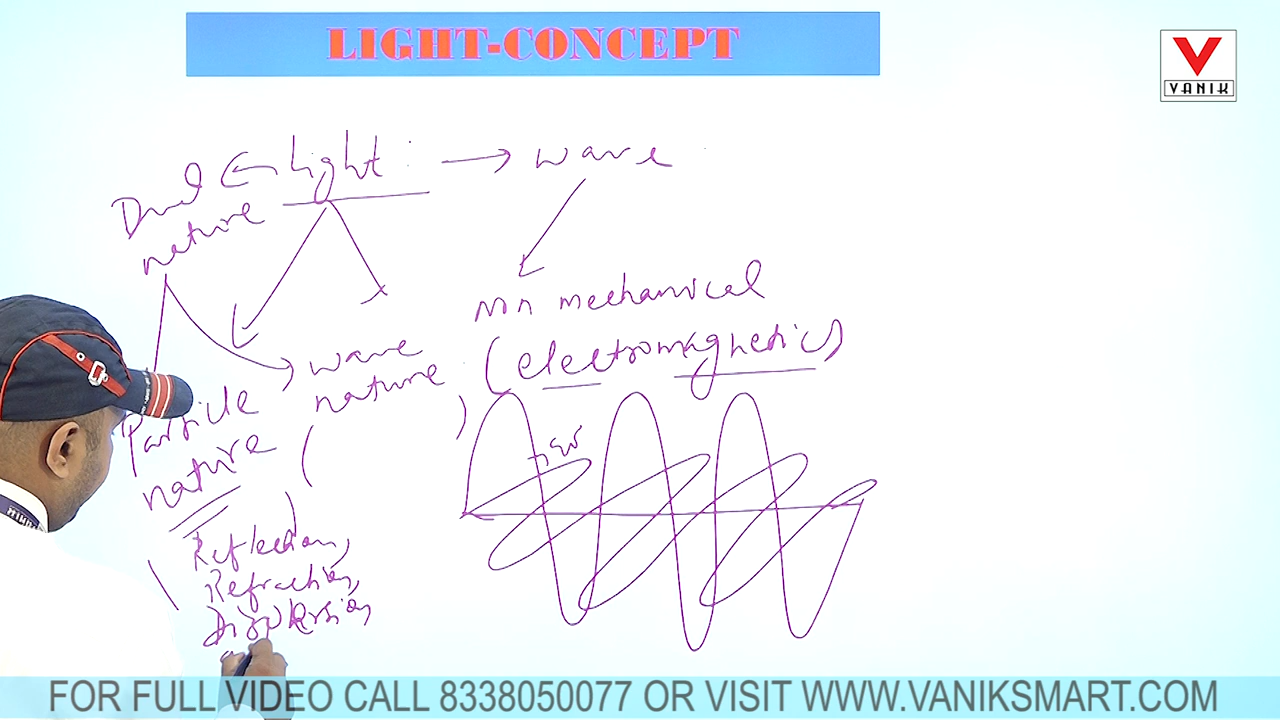 LIGHT-CONCEPT
VANIK
Dual ← Light : → wave
nature
non mechanical
(electromagnetic)
wave
nature
Particle
nature
Reflection,
Refraction,
Dispersion,
FOR FULL VIDEO CALL 8338050077 OR VISIT WWW.VANIKSMART.COM